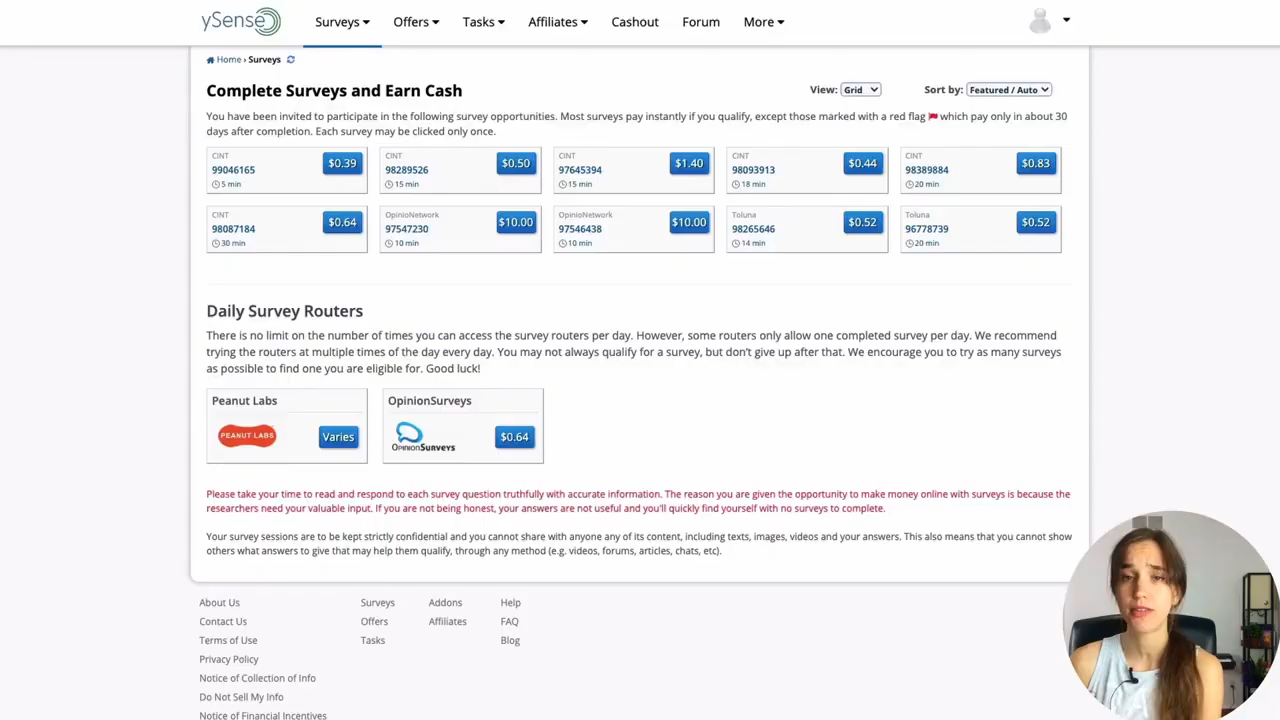 ySense
Surveys Offers Tasks Affiliates Cashout Forum More
Home › Surveys
Complete Surveys and Earn Cash
View: Grid Sort by: Featured / Auto
You have been invited to participate in the following survey opportunities. Most surveys pay instantly if you qualify, except those marked with a red flag which pay only in about 30
days after completion. Each survey may be clicked only once.
CINT
99046165
5 min
$0.39
CINT
98289526
15 min
$0.50
CINT
97645394
15 min
$1.40
CINT
98093913
18 min
$0.44
CINT
98389884
20 min
$0.83
CINT
98087184
30 min
$0.64
OpinioNetwork
97547230
10 min
$10.00
OpinioNetwork
97546438
10 min
$10.00
Toluna
98265646
14 min
$0.52
Toluna
96778739
20 min
$0.52
Daily Survey Routers
There is no limit on the number of times you can access the survey routers per day. However, some routers only allow one completed survey per day. We recommend
trying the routers at multiple times of the day every day. You may not always qualify for a survey, but don't give up after that. We encourage you to try as many surveys
as possible to find one you are eligible for. Good luck!
Peanut Labs
PEANUT LABS
Varies
OpinionSurveys
OPINIONSURVEYS
$0.64
Please take your time to read and respond to each survey question truthfully with accurate information. The reason you are given the opportunity to make money online with surveys is because the
researchers need your valuable input. If you are not being honest, your answers are not useful and you'll quickly find yourself with no surveys to complete.
Your survey sessions are to be kept strictly confidential and you cannot share with anyone any of its content, including texts, images, videos and your answers. This also means that you cannot show
others what answers to give that may help them qualify, through any method (e.g. videos, forums, articles, chats, etc).
About Us
Contact Us
Terms of Use
Privacy Policy
Notice of Collection of Info
Do Not Sell My Info
Notice of Financial Incentives
Surveys
Offers
Tasks
Addons
Affiliates
Help
FAQ
Blog